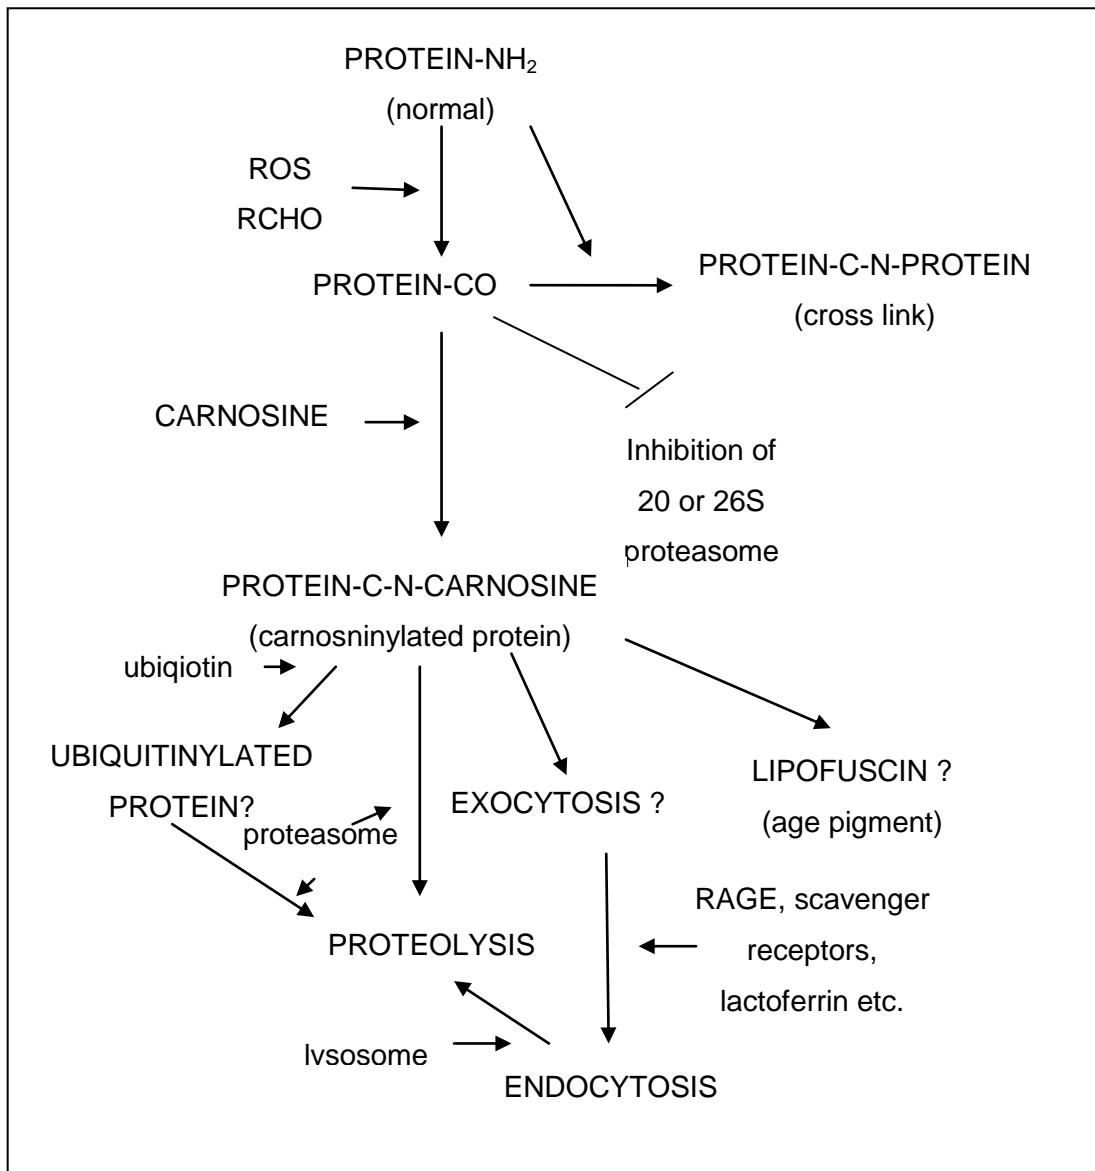 PROTEIN-NH₂
(normal)
ROS
RCHO
PROTEIN-CO
PROTEIN-C-N-PROTEIN
(cross link)
CARNOSINE
Inhibition of
20 or 26S
proteasome
PROTEIN-C-N-CARNOSINE
(carnosninylated protein)
ubiqiotin
UBIQUITINYLATED
PROTEIN?
proteasome
EXOCYTOSIS ?
LIPOFUSCIN ?
(age pigment)
RAGE, scavenger
receptors,
lactoferrin etc.
PROTEOLYSIS
lysosome
ENDOCYTOSIS